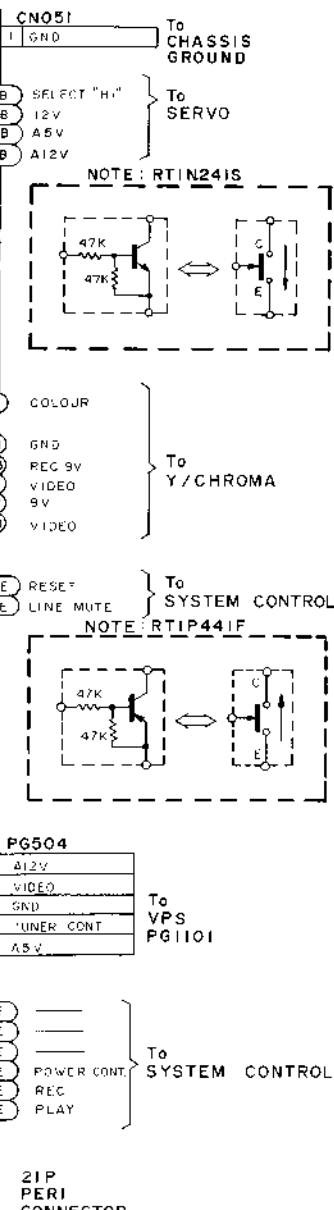 CN051
1 GND
To
CHASSIS
GROUND
B SELECT "Hi"
B 12V
B A5V
B A12V
To
SERVO
NOTE: RT1N241S
47K
47K
C
E
COLOUR
GND
REC 9V
VIDEO
9V
VIDEO
To
Y/CHROMA
E RESET
E LINE MUTE
To
SYSTEM CONTROL
NOTE: RT1P441F
47K
47K
C
E
PG504
A12V
VIDEO
GND
TUNER CONT
A5V
To
VPS
PG1101
E
E
E
E POWER CONT.
E REC
E PLAY
To
SYSTEM CONTROL
21P
PERI
CONNECTOR